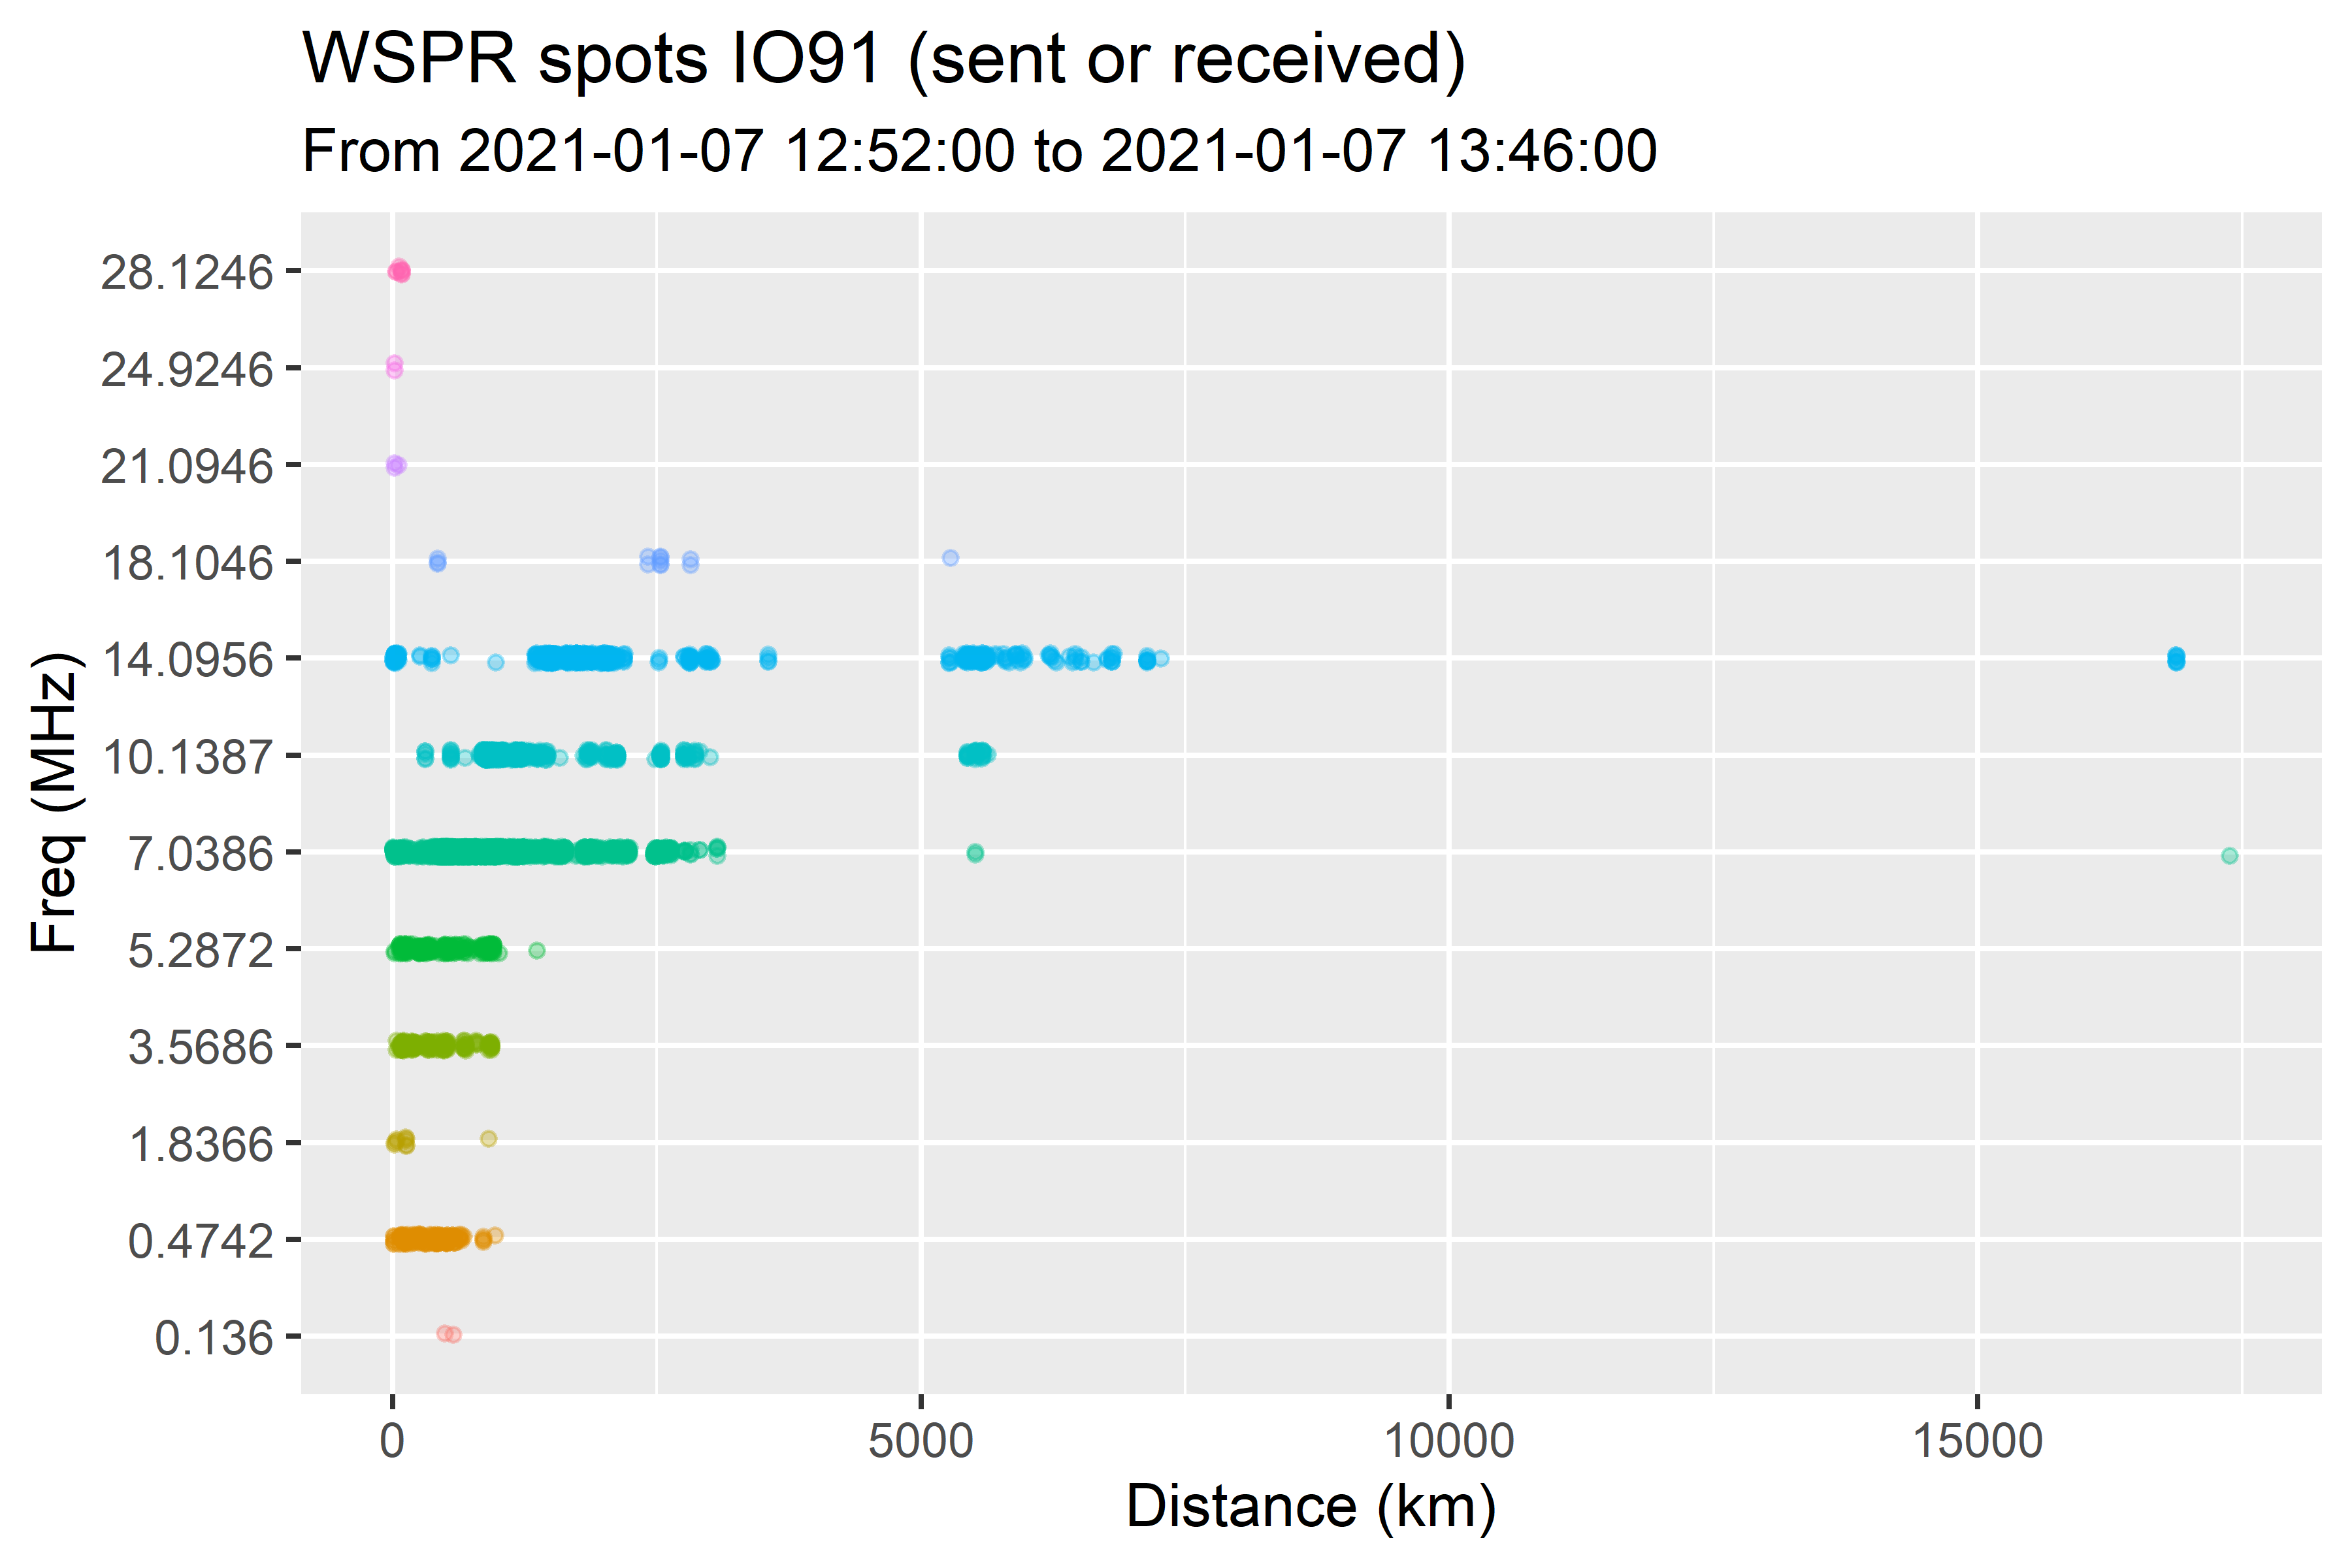 WSPR spots IO91 (sent or received)
From 2021-01-07 12:52:00 to 2021-01-07 13:46:00
Freq (MHz)
28.1246
24.9246
21.0946
18.1046
14.0956
10.1387
7.0386
5.2872
3.5686
1.8366
0.4742
0.136
0 5000 10000 15000
Distance (km)